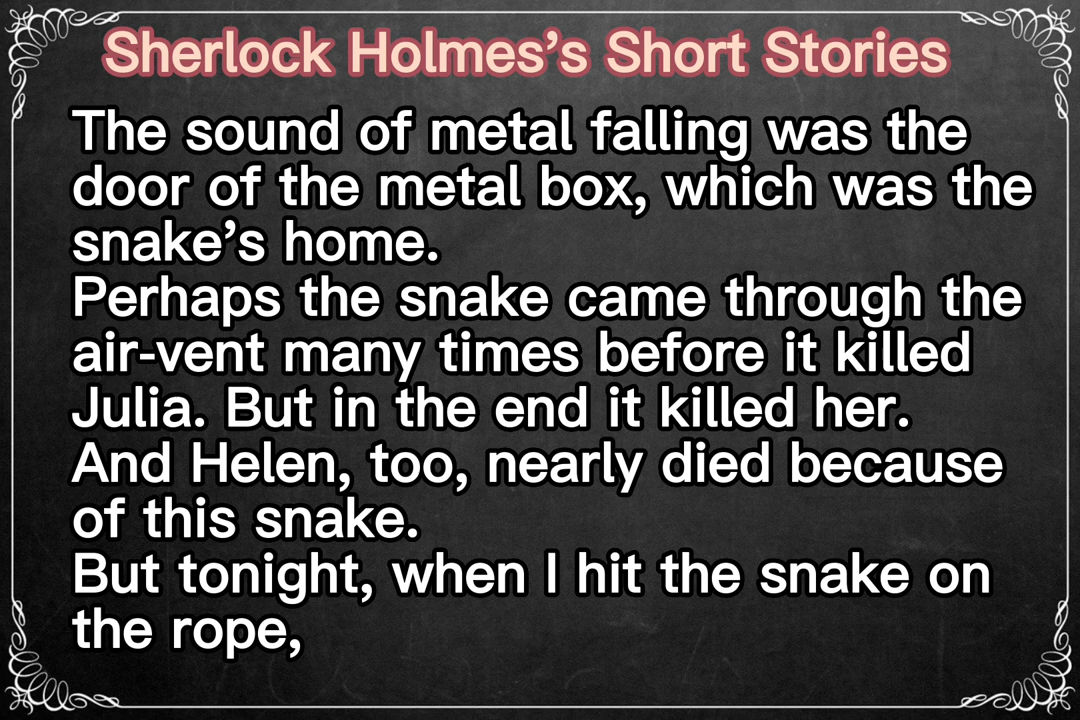 Sherlock Holmes’s Short Stories
The sound of metal falling was the
door of the metal box, which was the
snake’s home.
Perhaps the snake came through the
air-vent many times before it killed
Julia. But in the end it killed her.
And Helen, too, nearly died because
of this snake.
But tonight, when I hit the snake on
the rope,